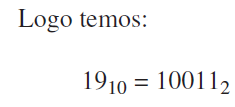 Logo temos:
19₁₀ = 10011₂